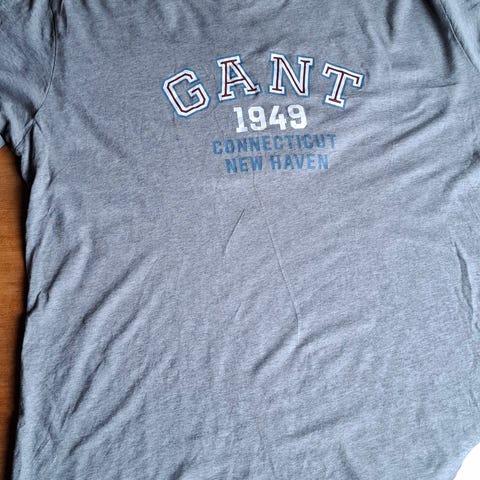 GANT
1949
CONNECTICUT
NEW HAVEN